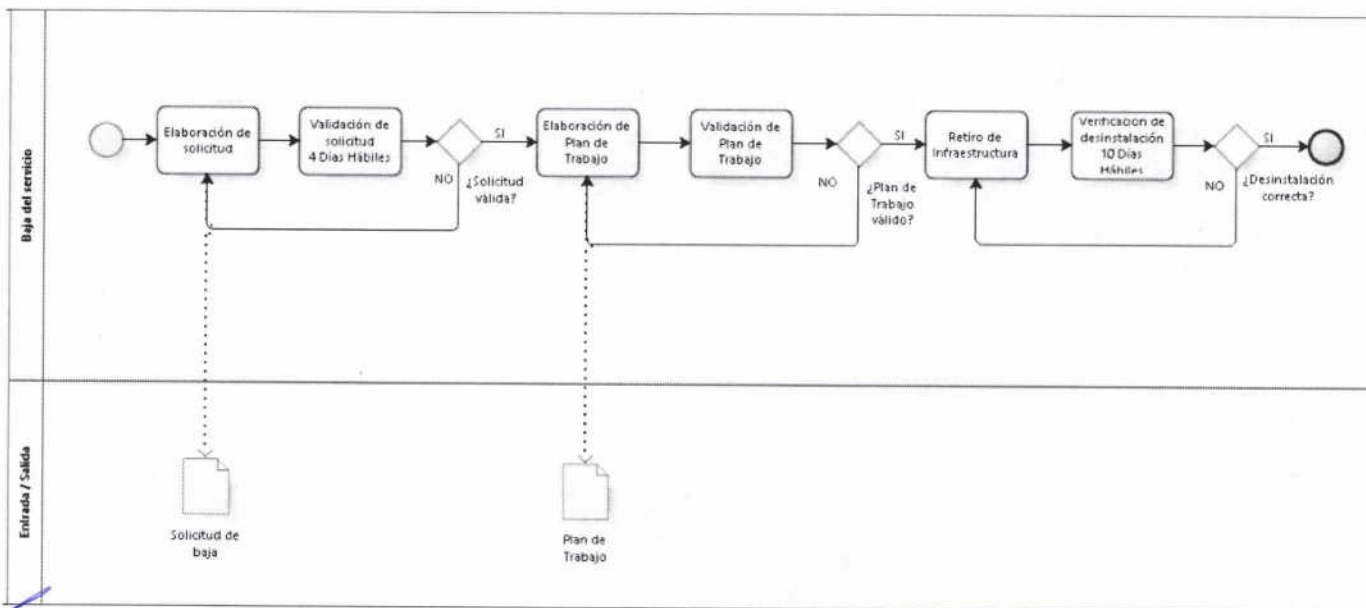 Baja del servicio
Elaboración de
solicitud
Validación de
solicitud
4 Días Hábiles
SI
NO
¿Solicitud
válida?
Elaboración de
Plan de
Trabajo
Validación de
Plan de
Trabajo
SI
NO
¿Plan de
Trabajo
válido?
Retiro de
Infraestructura
Verificación de
desinstalación
10 Días
Hábiles
SI
NO
¿Desinstalación
correcta?
Entrada / Salida
Solicitud de
baja
Plan de
Trabajo